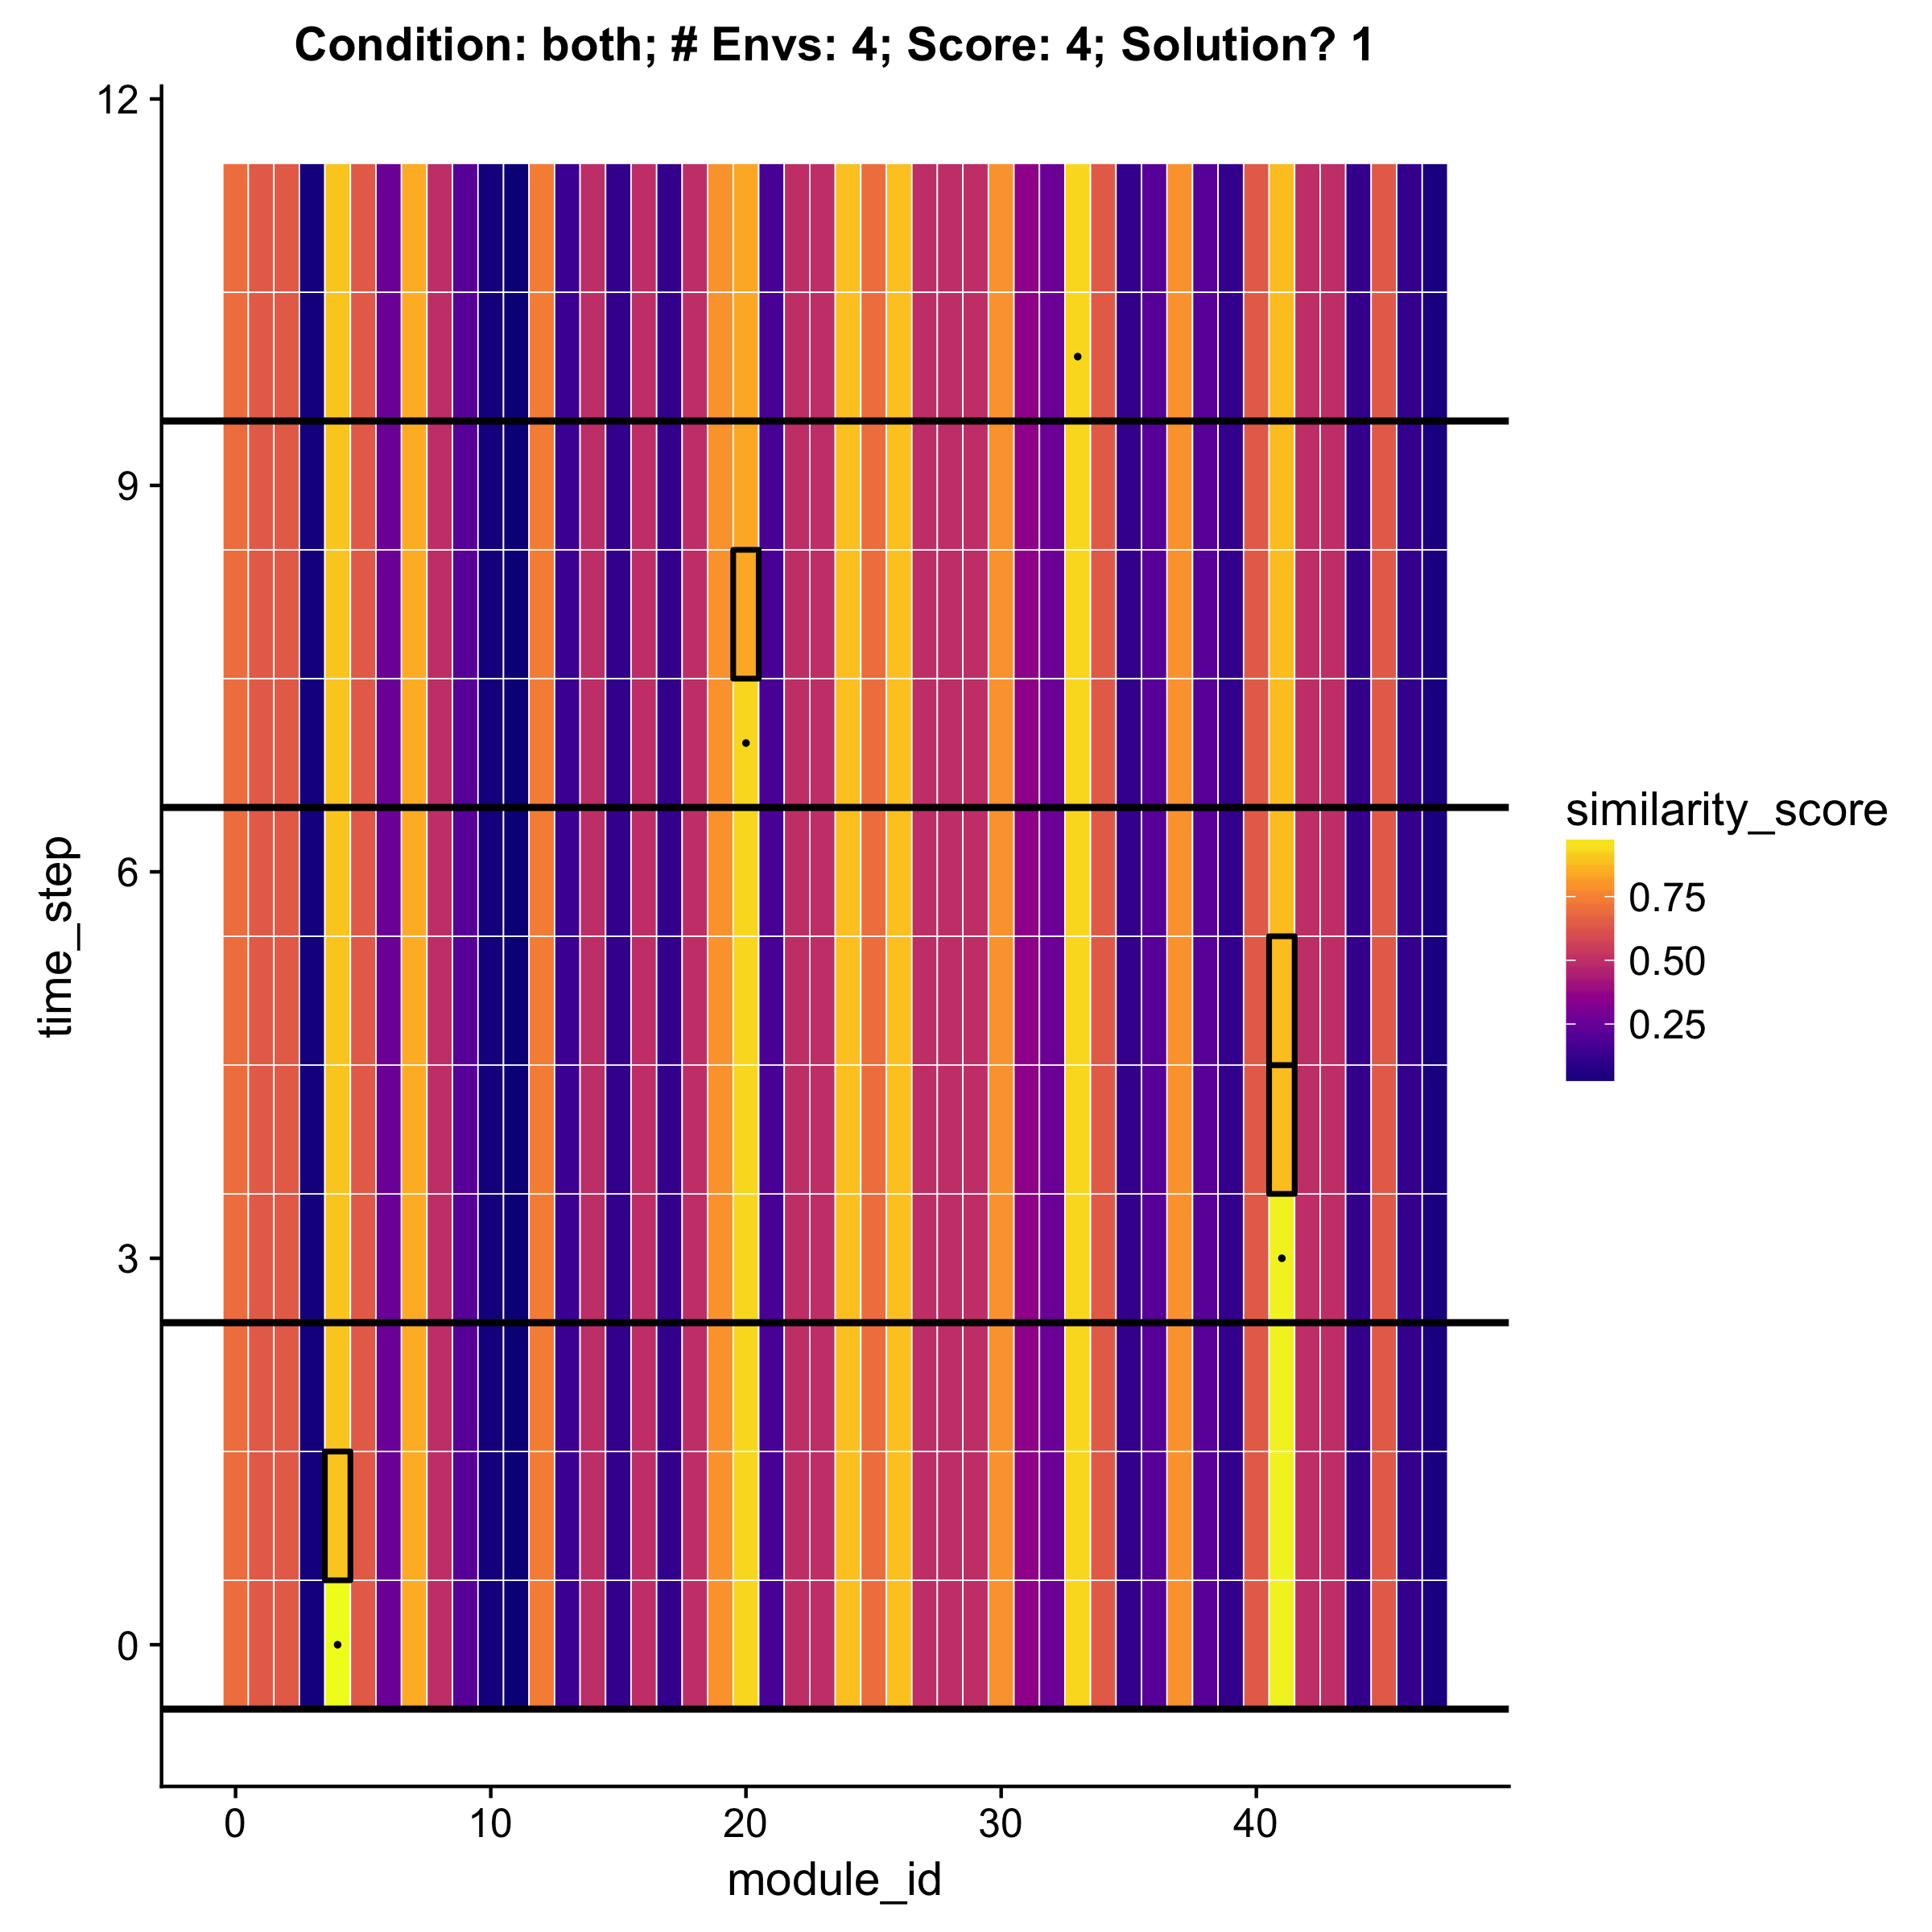 Condition: both; # Envs: 4; Score: 4; Solution? 1
12
9
6
3
0
time_step
0 10 20 30 40
module_id
similarity_score
0.75
0.50
0.25